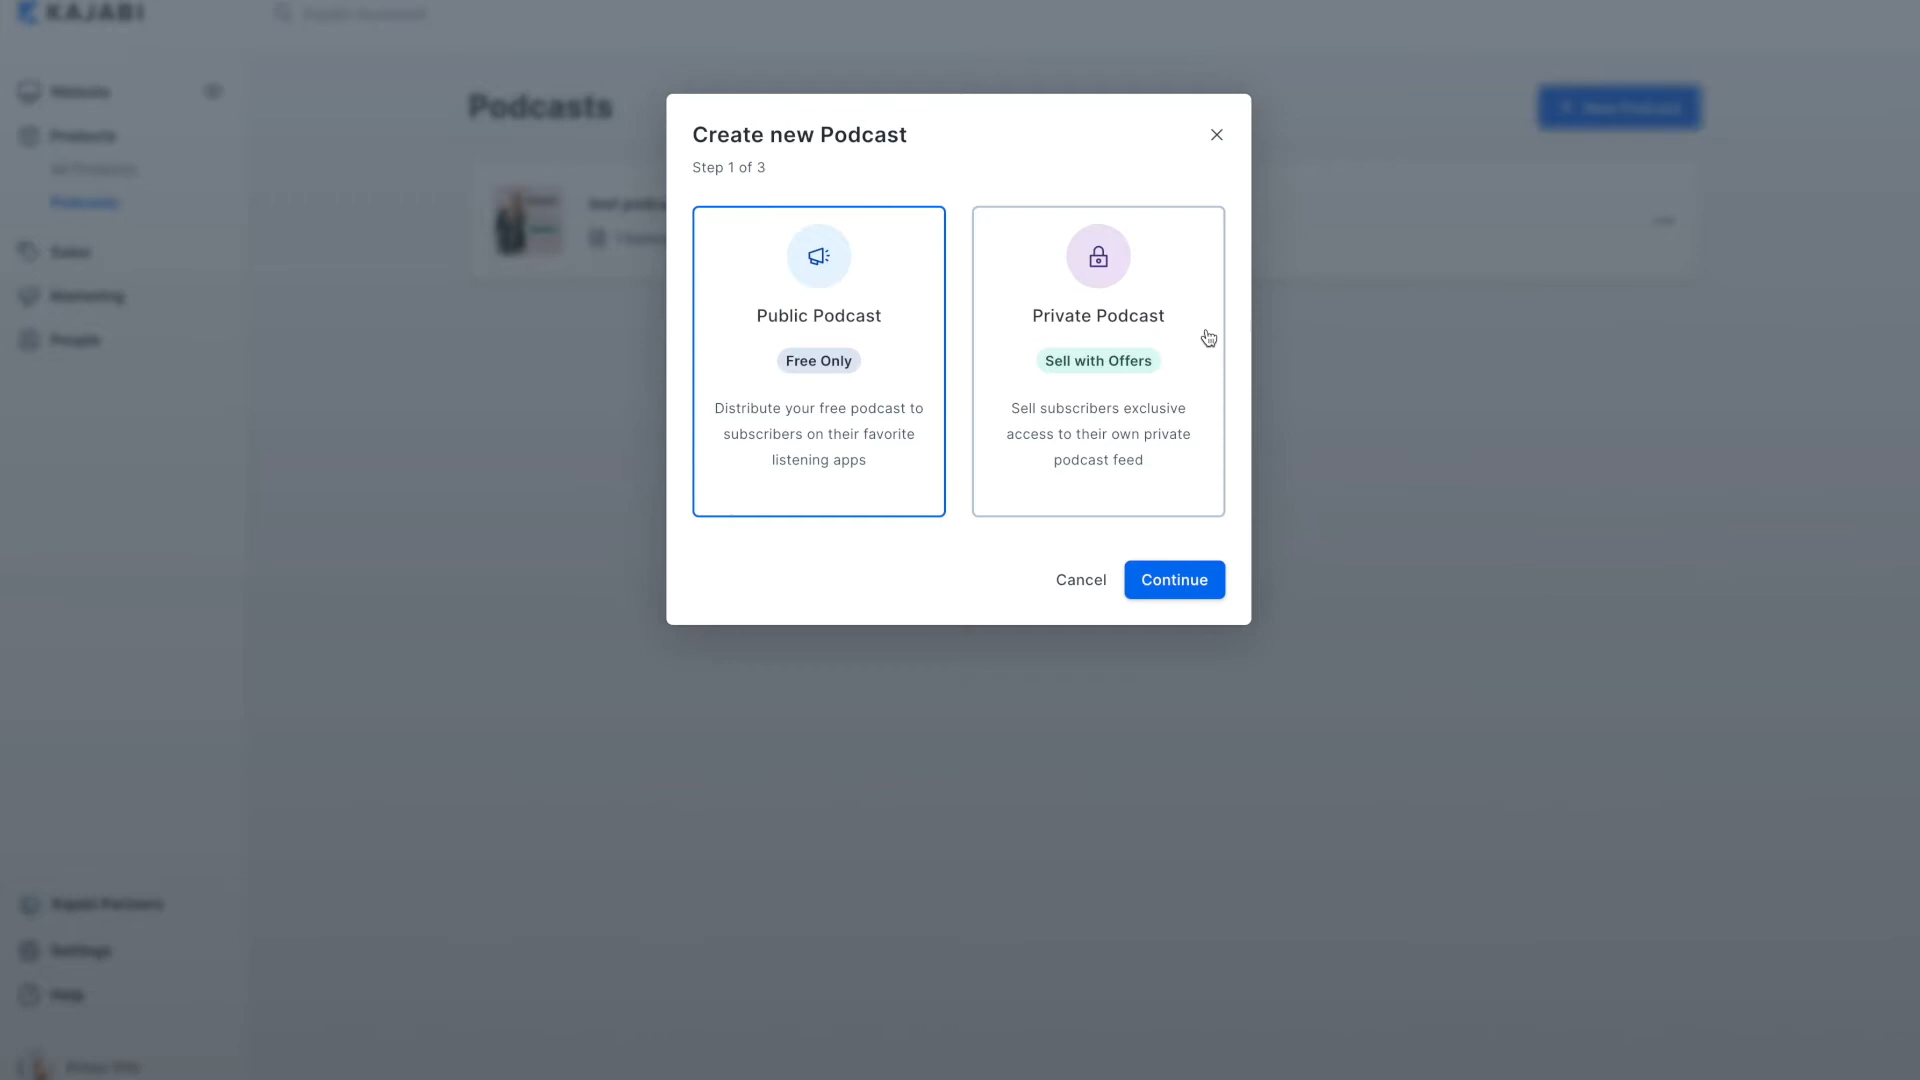 KAJABI
Website
Products
All Products
Podcasts
Sales
Marketing
People
Podcasts
New Podcast
Create new Podcast
Step 1 of 3
Public Podcast
Free Only
Distribute your free podcast to
subscribers on their favorite
listening apps
Private Podcast
Sell with Offers
Sell subscribers exclusive
access to their own private
podcast feed
Cancel
Continue
Kajabi Partners
Settings
Help